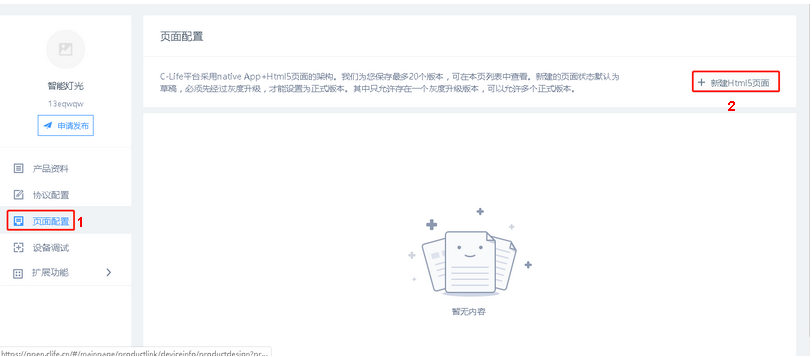 页面配置
智能灯光
13eqwqw
申请发布
C-Life平台采用native App+Html5页面的架构。我们为您保存最多20个版本，可在本页列表中查看。新建的页面状态默认为
草稿，必须先经过灰度升级，才能设置为正式版本。其中只允许存在一个灰度升级版本，可以允许多个正式版本。
+ 新建Html5页面
2
产品资料
协议配置
页面配置 1
设备调试
扩展功能
暂无内容
https://open.clife.cn/#/mainpage/productlink/deviceinfo/productdesign?pr...